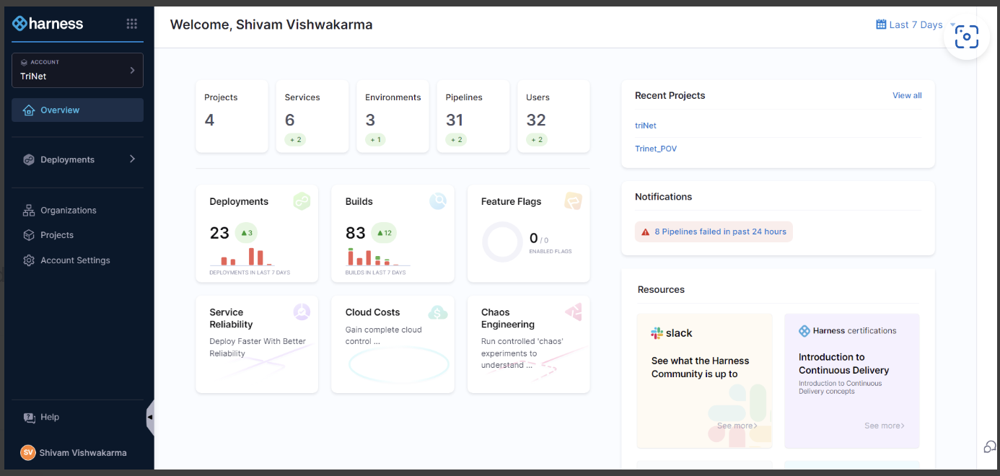 harness
ACCOUNT
TriNet
Overview
Deployments
Organizations
Projects
Account Settings
Help
SV Shivam Vishwakarma
Welcome, Shivam Vishwakarma
Last 7 Days
Projects
4
Services
6
+ 2
Environments
3
+ 1
Pipelines
31
+ 2
Users
32
+ 2
Deployments
23 ▲3
DEPLOYMENTS IN LAST 7 DAYS
Builds
83 ▲12
BUILDS IN LAST 7 DAYS
Feature Flags
0 / 0
ENABLED FLAGS
Service
Reliability
Deploy Faster With Better
Reliability
Cloud Costs
Gain complete cloud
control ...
Chaos
Engineering
Run controlled 'chaos'
experiments to
understand ...
Recent Projects
View all
triNet
Trinet_POV
Notifications
8 Pipelines failed in past 24 hours
Resources
slack
See what the Harness
Community is up to
See more>
Harness certifications
Introduction to
Continuous Delivery
Introduction to Continuous
Delivery concepts
See more>